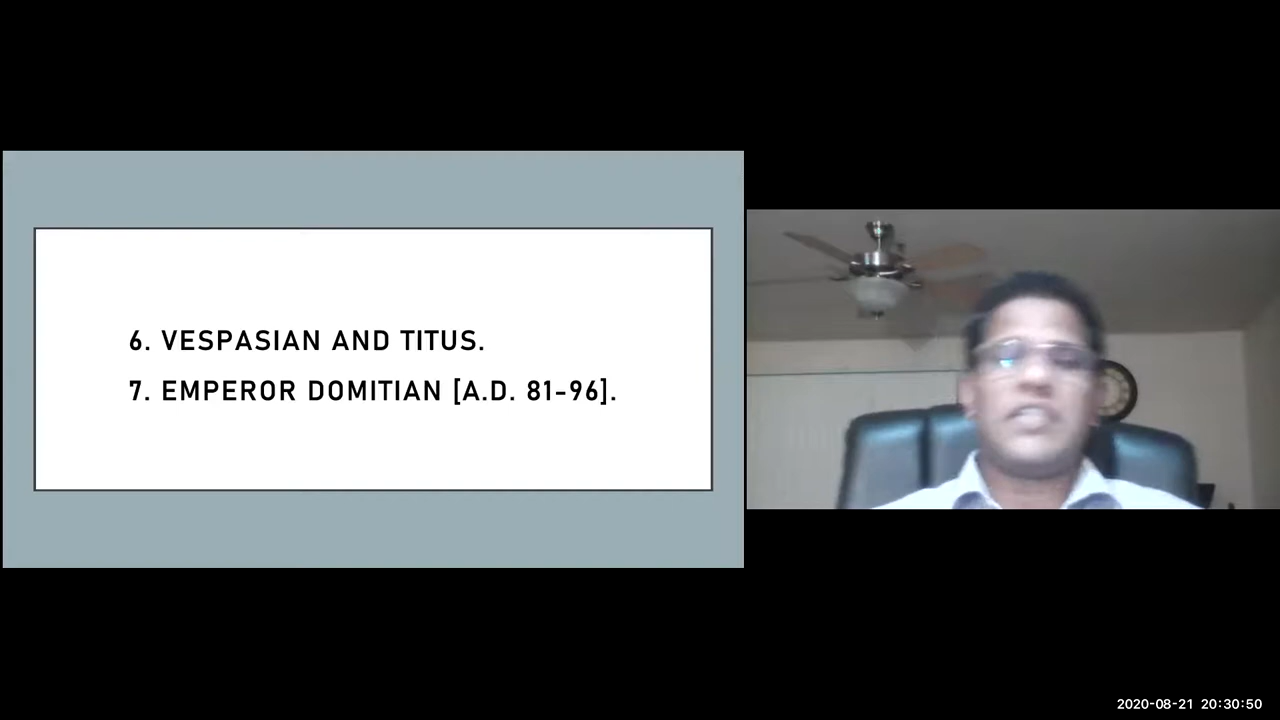 6. VESPASIAN AND TITUS.
7. EMPEROR DOMITIAN [A.D. 81-96].
2020-08-21 20:30:50